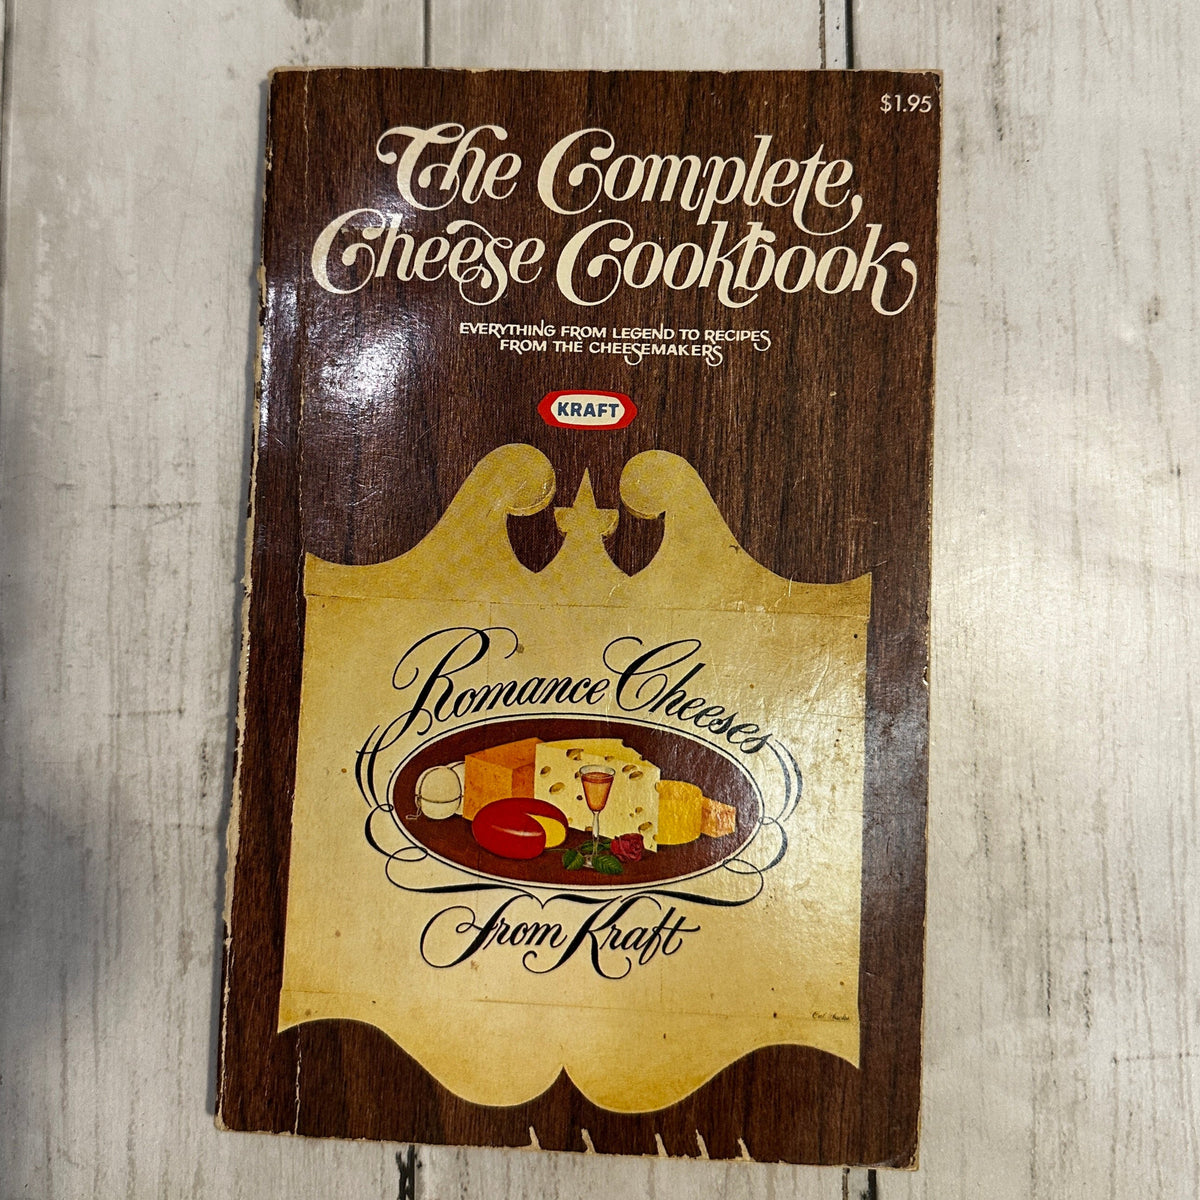 $1.95
The Complete
Cheese Cookbook
EVERYTHING FROM LEGEND TO RECIPES
FROM THE CHEESEMAKERS
KRAFT
Romance Cheeses
from Kraft